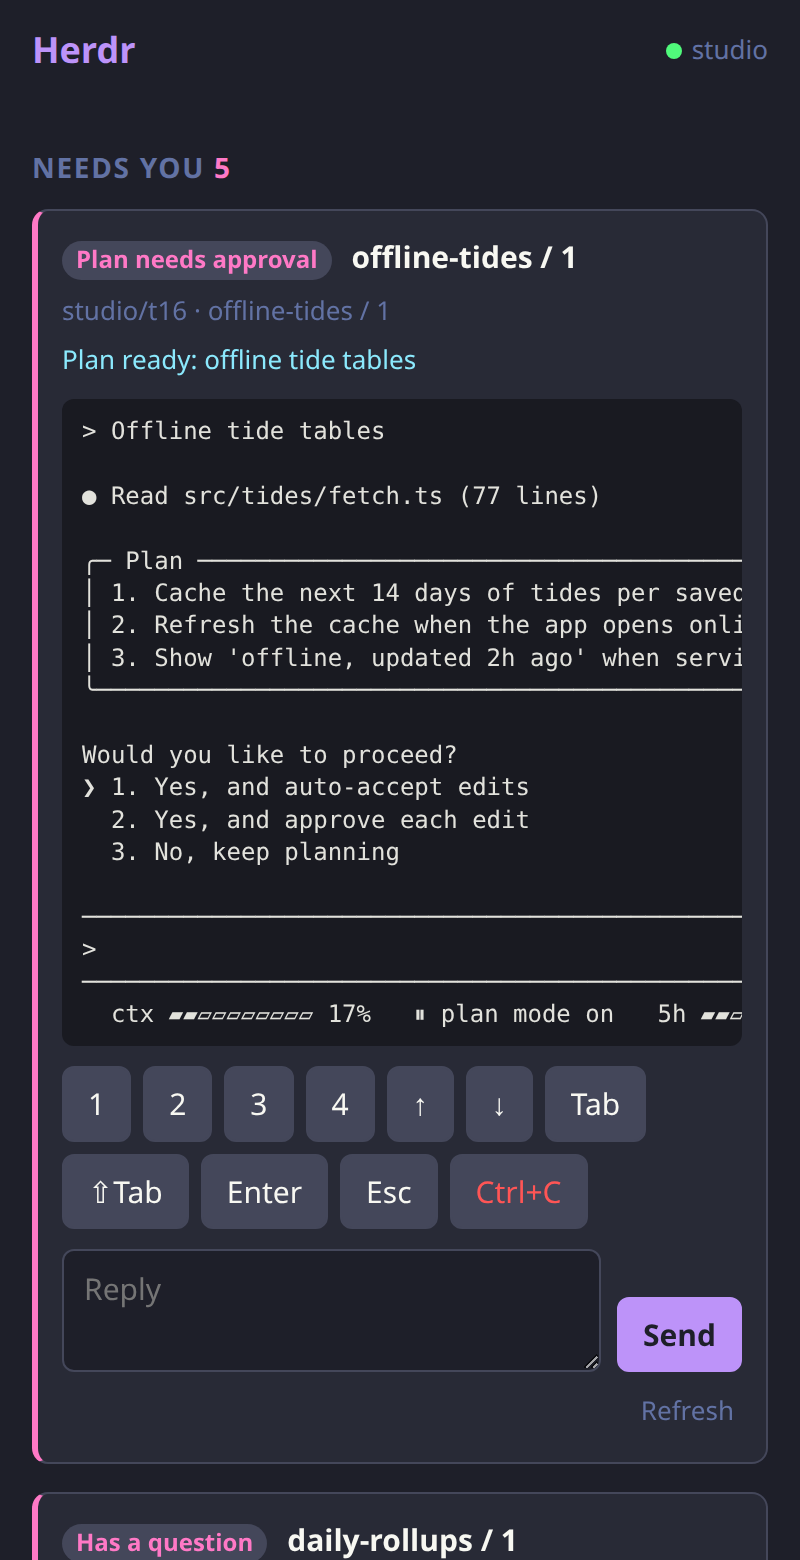 Herdr
studio
NEEDS YOU 5
Plan needs approval offline-tides / 1
studio/t16 · offline-tides / 1
Plan ready: offline tide tables
> Offline tide tables
● Read src/tides/fetch.ts (77 lines)
Plan
1. Cache the next 14 days of tides per saved
2. Refresh the cache when the app opens onli
3. Show 'offline, updated 2h ago' when servi
Would you like to proceed?
❯ 1. Yes, and auto-accept edits
2. Yes, and approve each edit
3. No, keep planning
>
ctx ▰▰▱▱▱▱▱▱▱▱ 17% ⏸ plan mode on 5h ▰▰▱
1 2 3 4 ↑ ↓ Tab
⇧Tab Enter Esc Ctrl+C
Reply
Send
Refresh
Has a question daily-rollups / 1